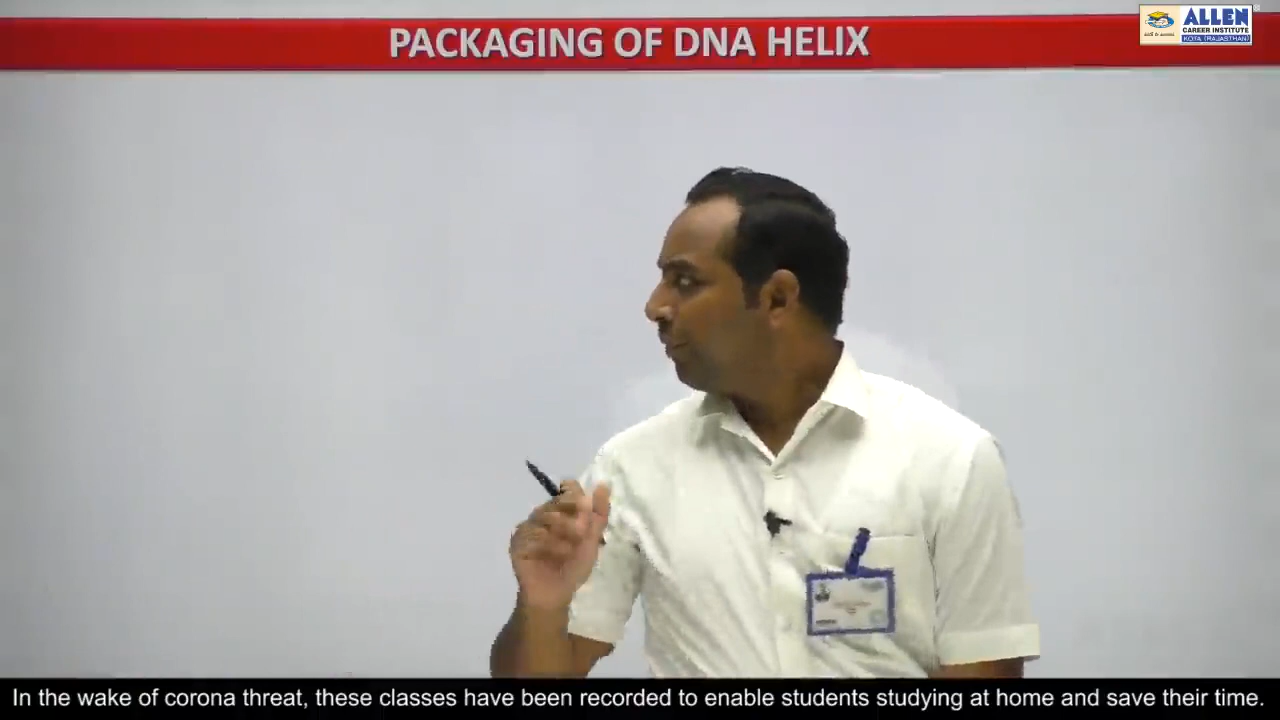 PACKAGING OF DNA HELIX
ALLEN
CAREER INSTITUTE
KOTA (RAJASTHAN)
In the wake of corona threat, these classes have been recorded to enable students studying at home and save their time.